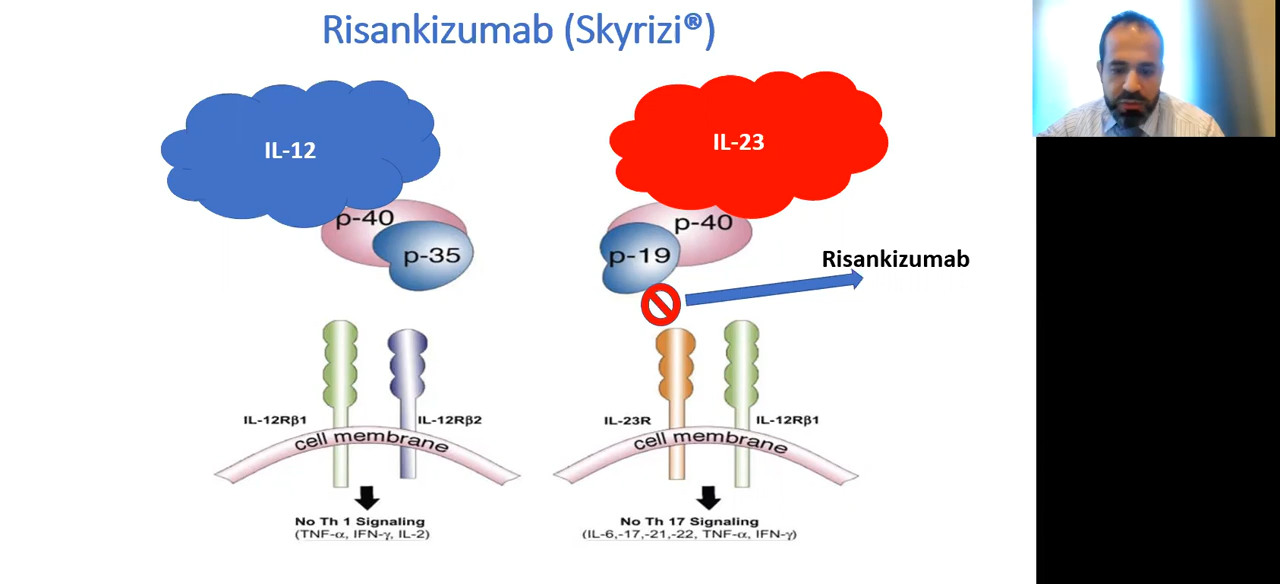 Risankizumab (Skyrizi®)
IL-12
IL-23
p-40
p-35
p-40
p-19
Risankizumab
IL-12Rβ1
IL-12Rβ2
cell membrane
IL-23R
IL-12Rβ1
cell membrane
No Th 1 Signaling
(TNF-α, IFN-γ, IL-2)
No Th 17 Signaling
(IL-6,-17,-21,-22, TNF-α, IFN-γ)